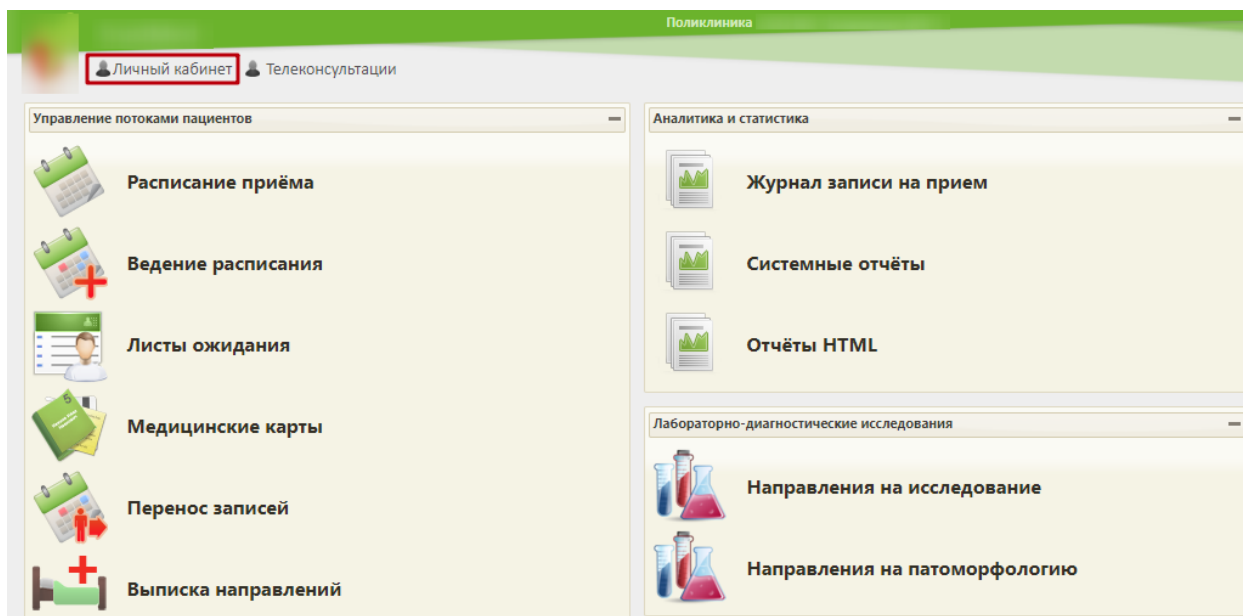 Поликлиника
Личный кабинет Телеконсультации
Управление потоками пациентов
Расписание приёма
Ведение расписания
Листы ожидания
5
Медицинские карты
Перенос записей
Выписка направлений
Аналитика и статистика
Журнал записи на прием
Системные отчёты
Отчёты HTML
Лабораторно-диагностические исследования
Направления на исследование
Направления на патоморфологию